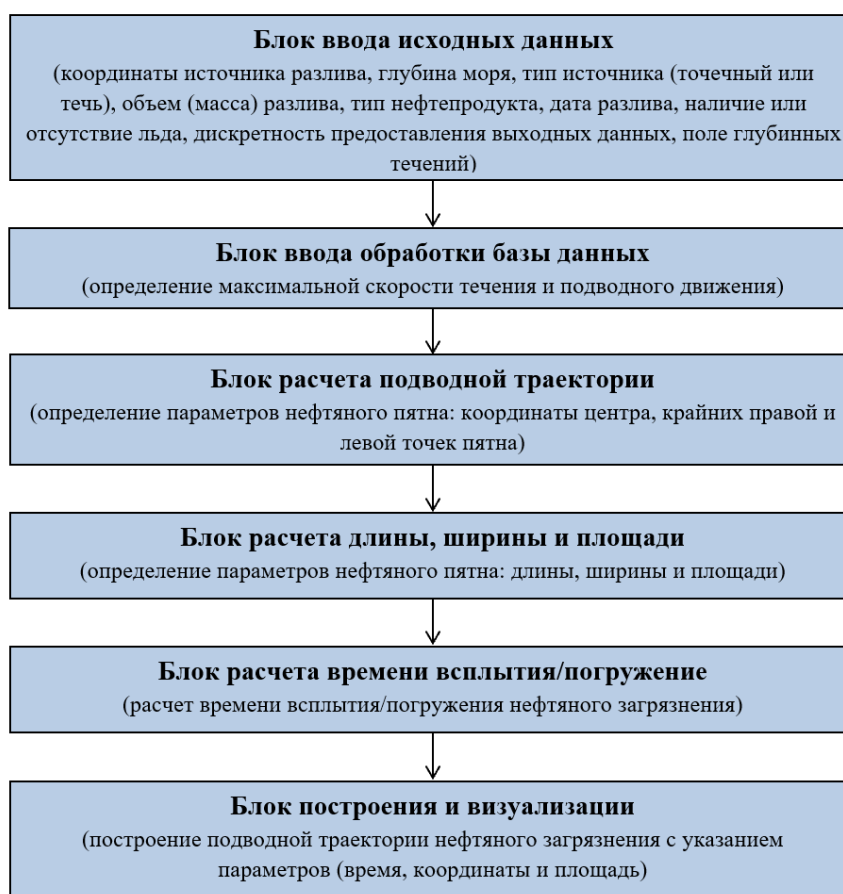 Блок ввода исходных данных
(координаты источника разлива, глубина моря, тип источника (точечный или
течь), объем (масса) разлива, тип нефтепродукта, дата разлива, наличие или
отсутствие льда, дискретность предоставления выходных данных, поле глубинных
течений)
Блок ввода обработки базы данных
(определение максимальной скорости течения и подводного движения)
Блок расчета подводной траектории
(определение параметров нефтяного пятна: координаты центра, крайних правой и
левой точек пятна)
Блок расчета длины, ширины и площади
(определение параметров нефтяного пятна: длины, ширины и площади)
Блок расчета времени всплытия/погружение
(расчет времени всплытия/погружения нефтяного загрязнения)
Блок построения и визуализации
(построение подводной траектории нефтяного загрязнения с указанием
параметров (время, координаты и площадь)